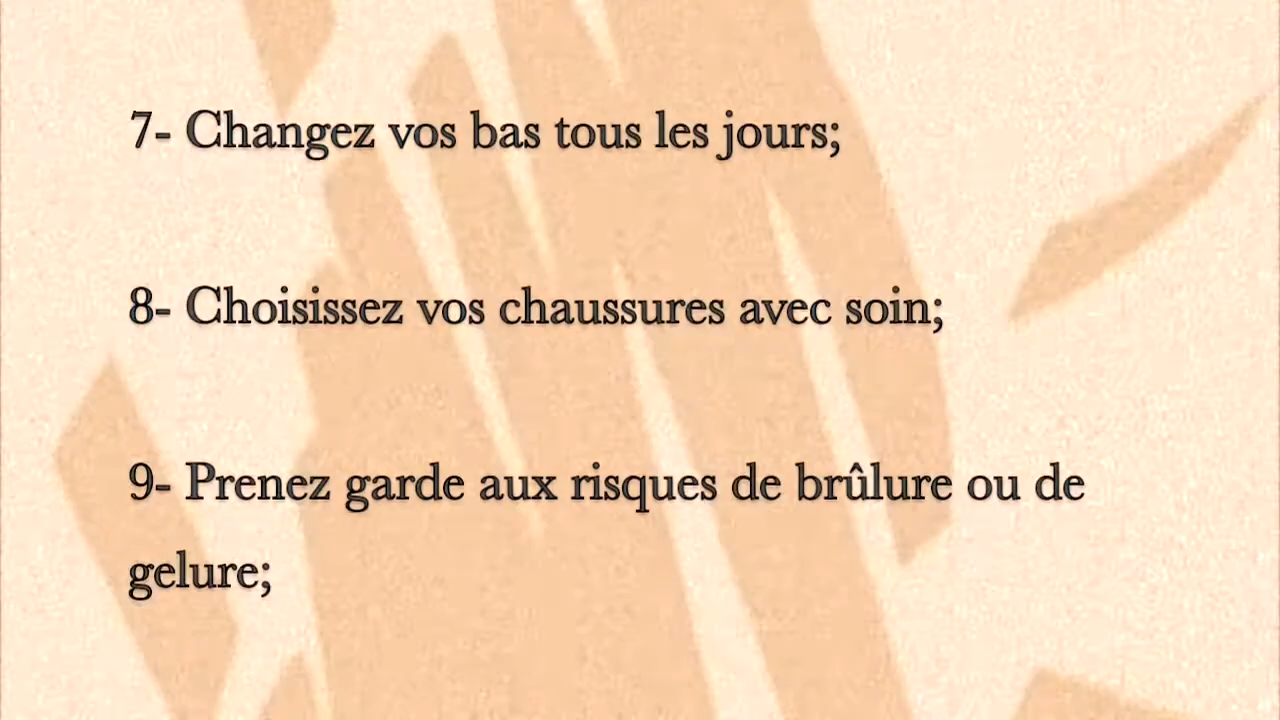 7- Changez vos bas tous les jours;
8- Choisissez vos chaussures avec soin;
9- Prenez garde aux risques de brûlure ou de
gelure;